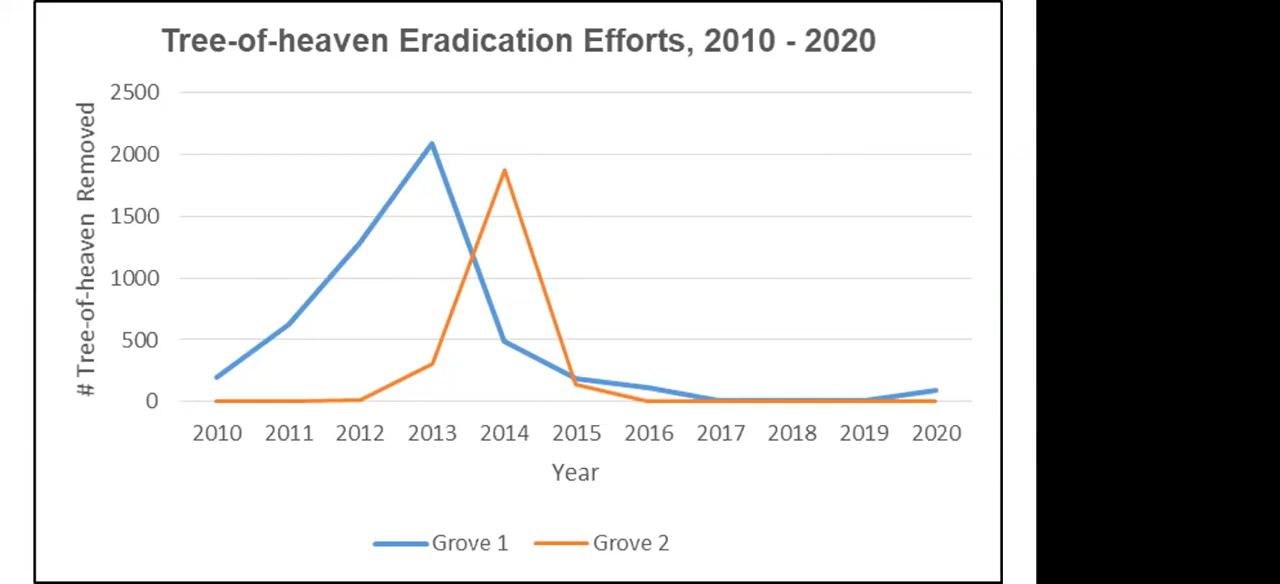 Tree-of-heaven Eradication Efforts, 2010 - 2020
# Tree-of-heaven Removed
2500
2000
1500
1000
500
0
2010 2011 2012 2013 2014 2015 2016 2017 2018 2019 2020
Year
Grove 1 Grove 2